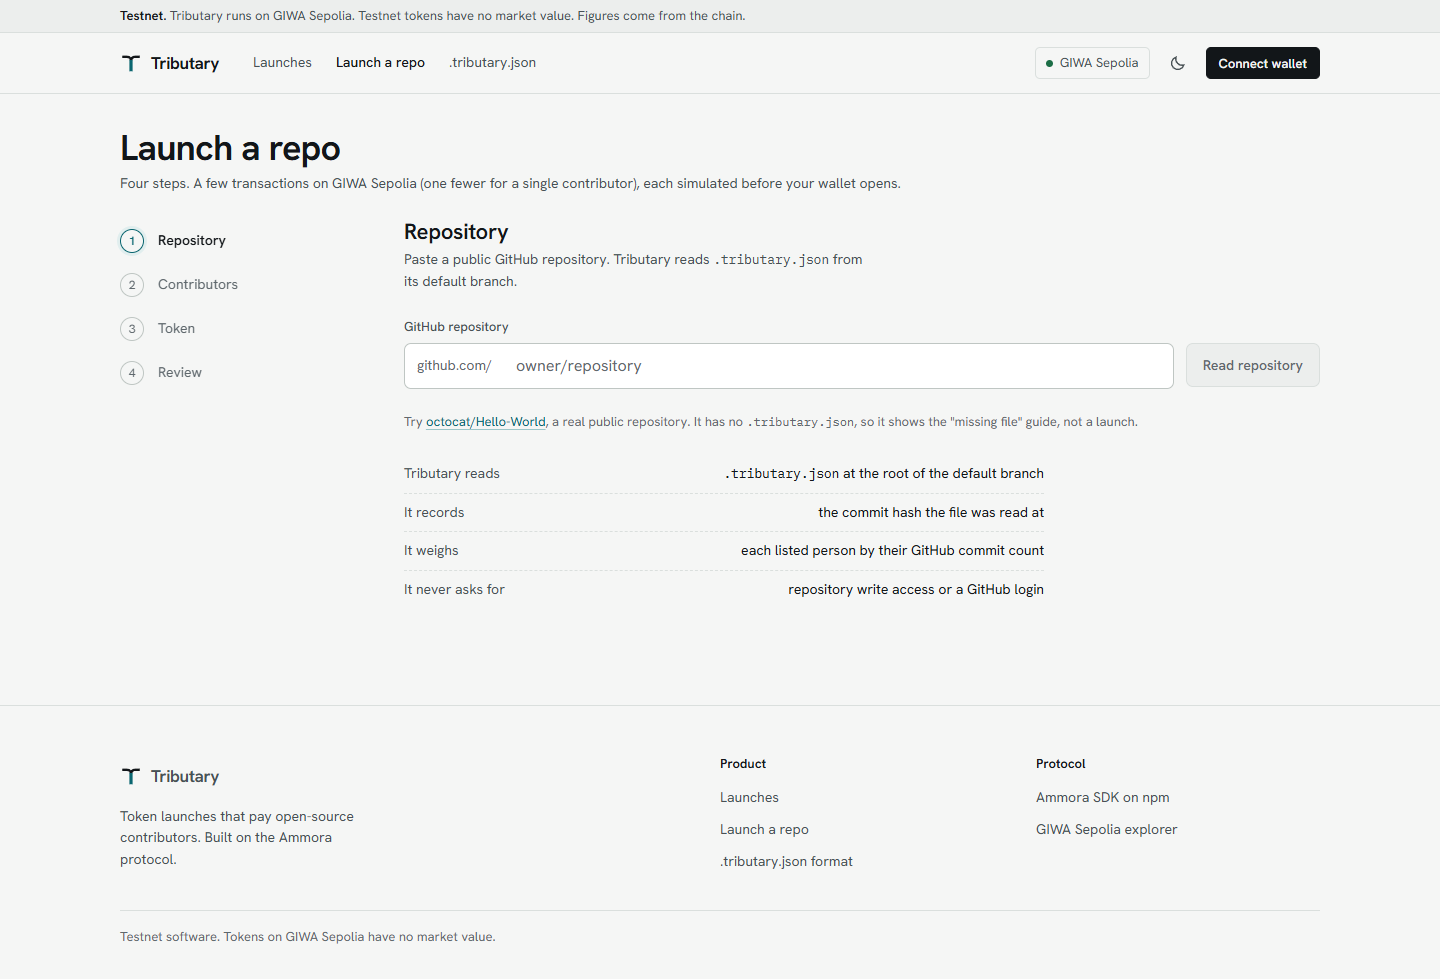 Testnet. Tributary runs on GIWA Sepolia. Testnet tokens have no market value. Figures come from the chain.
Tributary
Launches
Launch a repo
.tributary.json
GIWA Sepolia
Connect wallet
Launch a repo
Four steps. A few transactions on GIWA Sepolia (one fewer for a single contributor), each simulated before your wallet opens.
1 Repository
2 Contributors
3 Token
4 Review
Repository
Paste a public GitHub repository. Tributary reads .tributary.json from
its default branch.
GitHub repository
github.com/ owner/repository
Read repository
Try octocat/Hello-World, a real public repository. It has no .tributary.json, so it shows the "missing file" guide, not a launch.
Tributary reads .tributary.json at the root of the default branch
It records the commit hash the file was read at
It weighs each listed person by their GitHub commit count
It never asks for repository write access or a GitHub login
Tributary
Token launches that pay open-source
contributors. Built on the Ammora
protocol.
Product
Launches
Launch a repo
.tributary.json format
Protocol
Ammora SDK on npm
GIWA Sepolia explorer
Testnet software. Tokens on GIWA Sepolia have no market value.